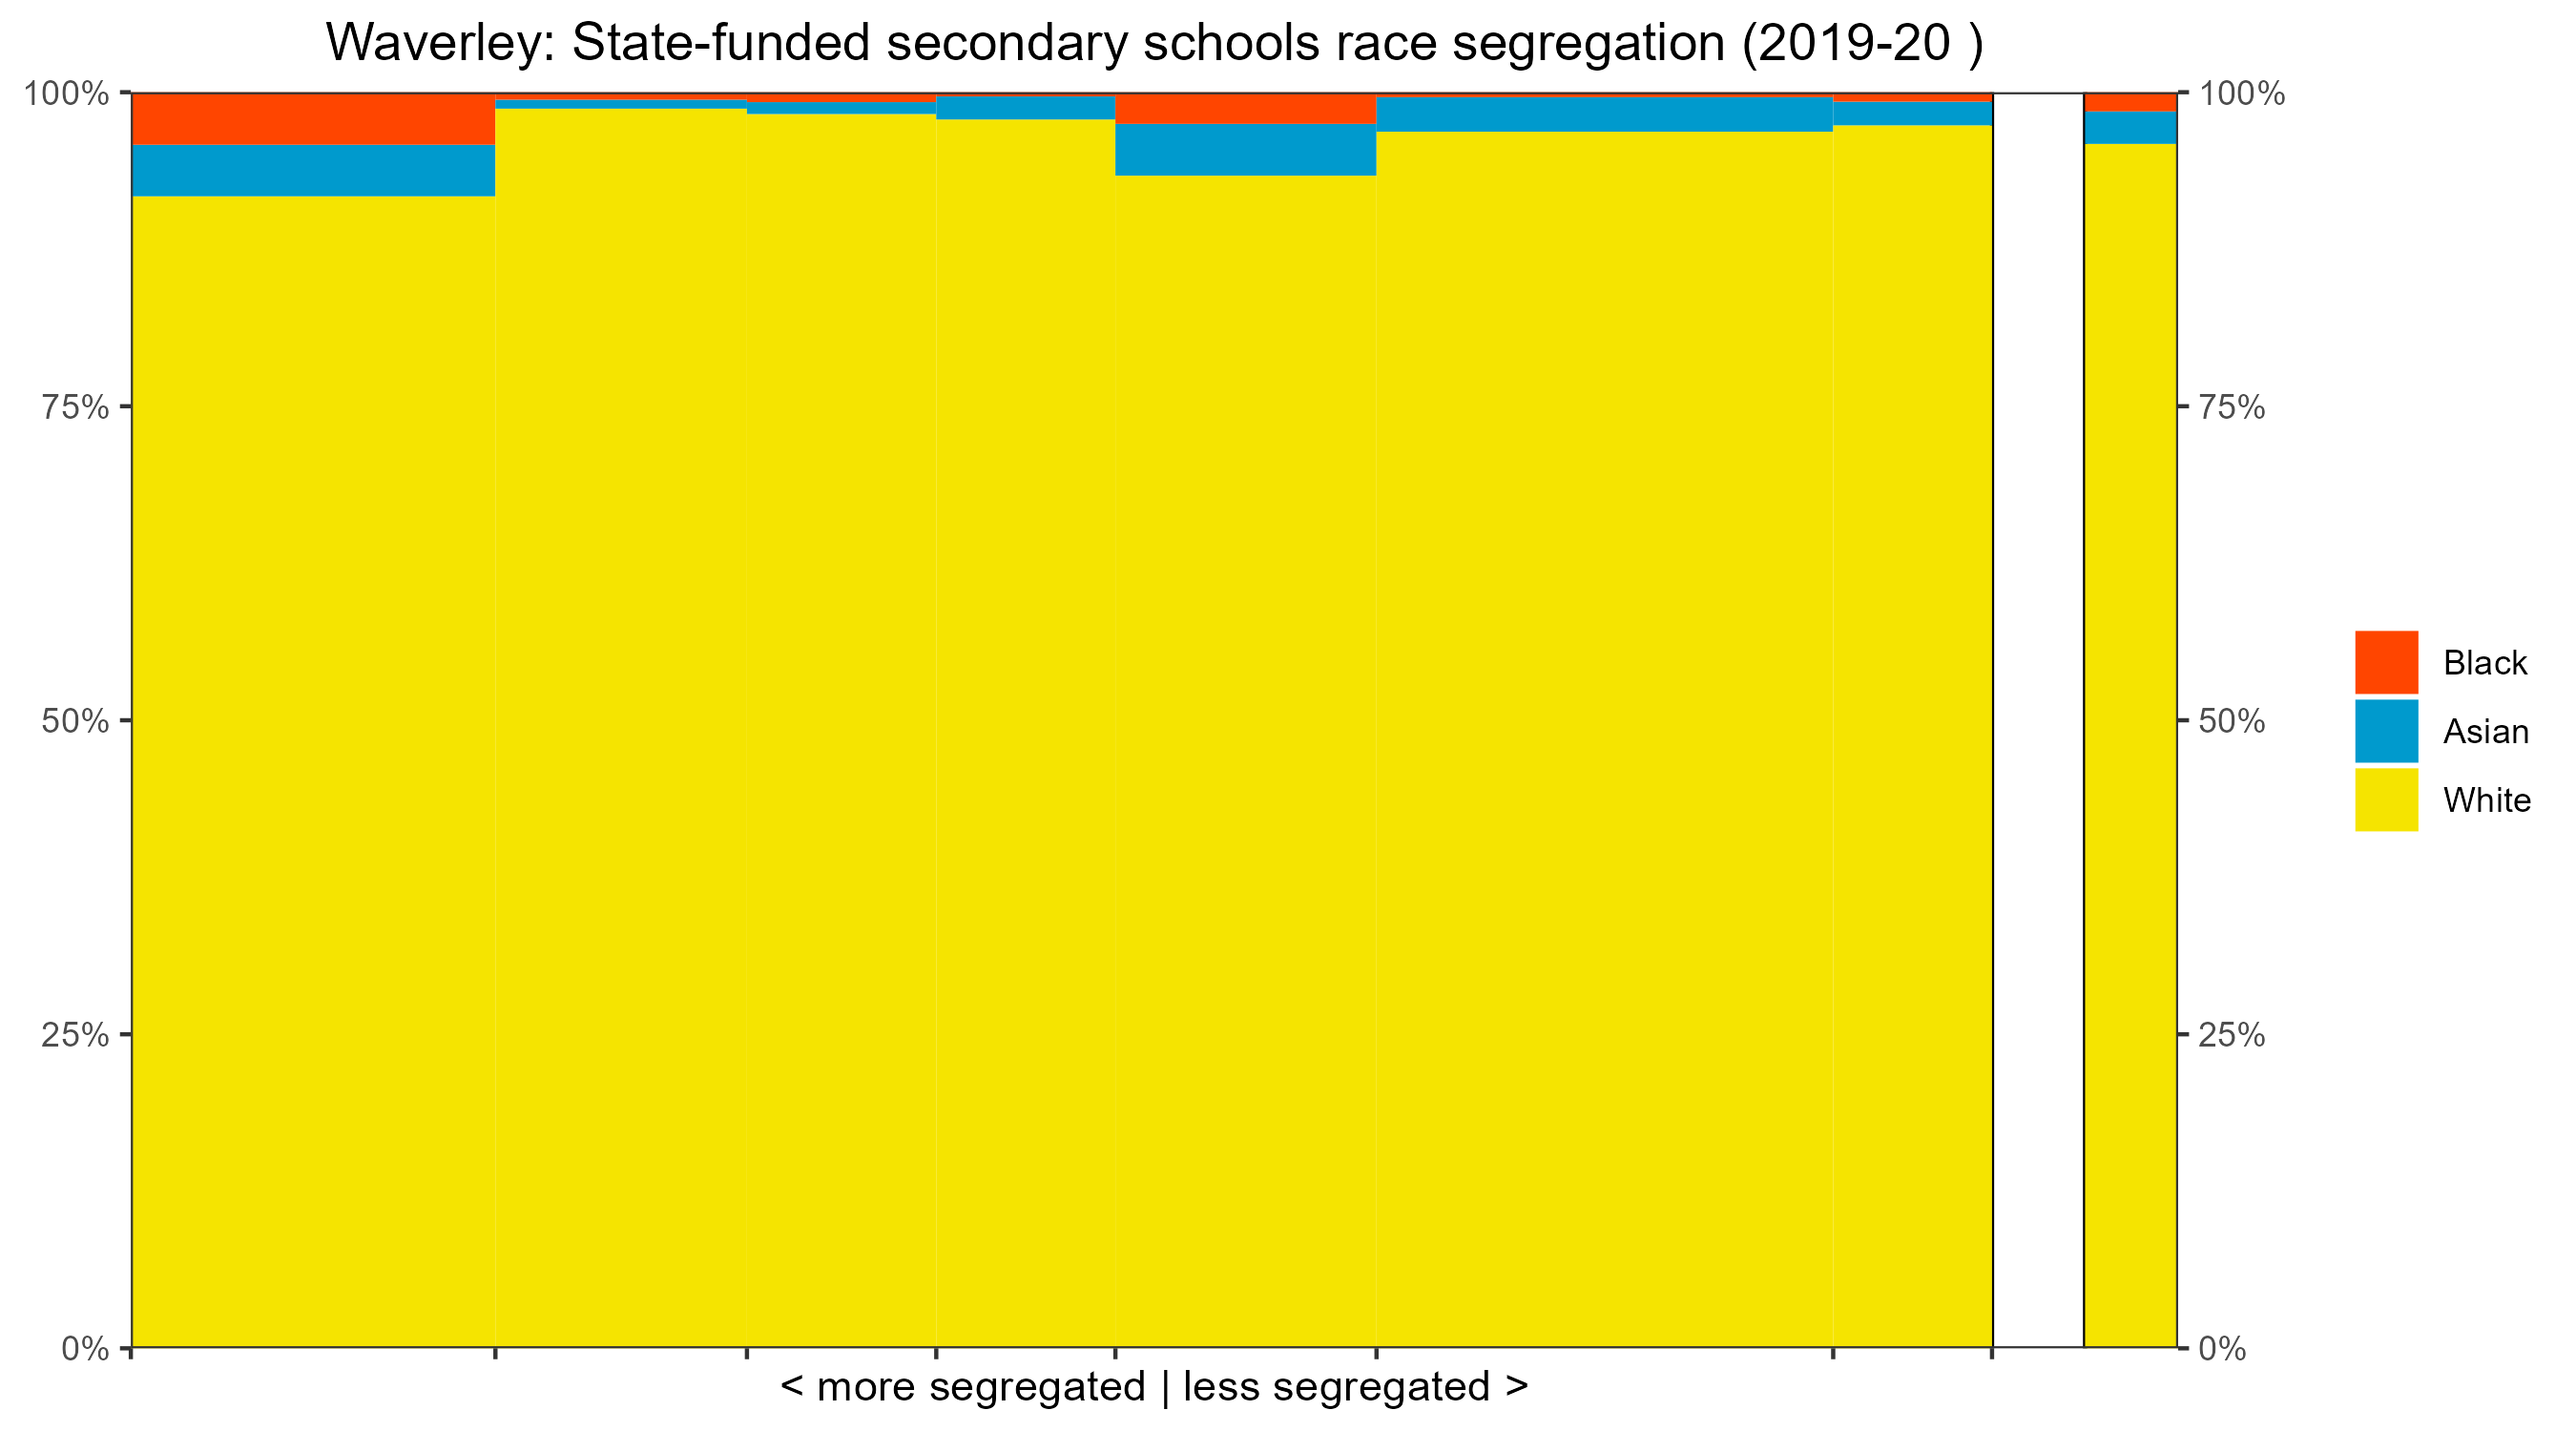 Waverley: State-funded secondary schools race segregation (2019-20 )
100%
75%
50%
25%
0%
100%
75%
50%
25%
0%
< more segregated | less segregated >
Black
Asian
White